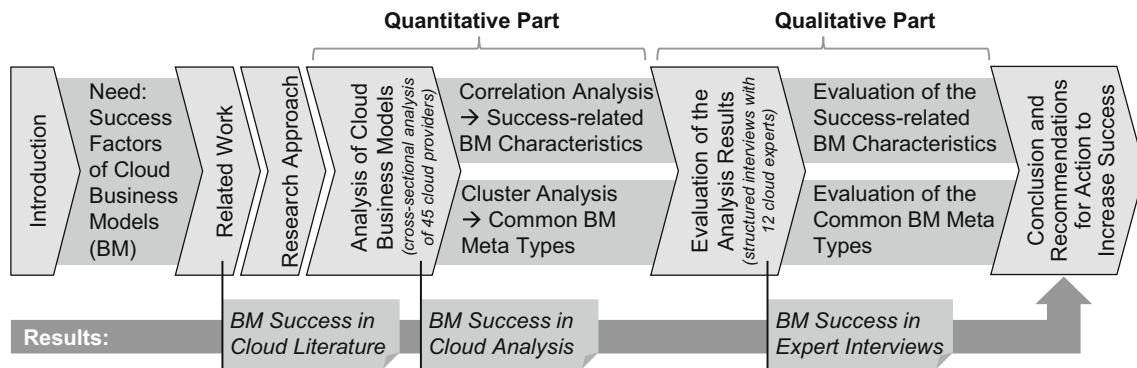 Quantitative Part
Qualitative Part
Introduction
Need:
Success
Factors
of Cloud
Business
Models
(BM)
Related Work
Research Approach
Analysis of Cloud
Business Models
(cross-sectional analysis
of 45 cloud providers)
Correlation Analysis
→ Success-related
BM Characteristics
Cluster Analysis
→ Common BM
Meta Types
Evaluation of the
Analysis Results
(structured interviews with
12 cloud experts)
Evaluation of the
Success-related
BM Characteristics
Evaluation of the
Common BM Meta
Types
Conclusion and
Recommendations
for Action to
Increase Success
Results:
BM Success in
Cloud Literature
BM Success in
Cloud Analysis
BM Success in
Expert Interviews